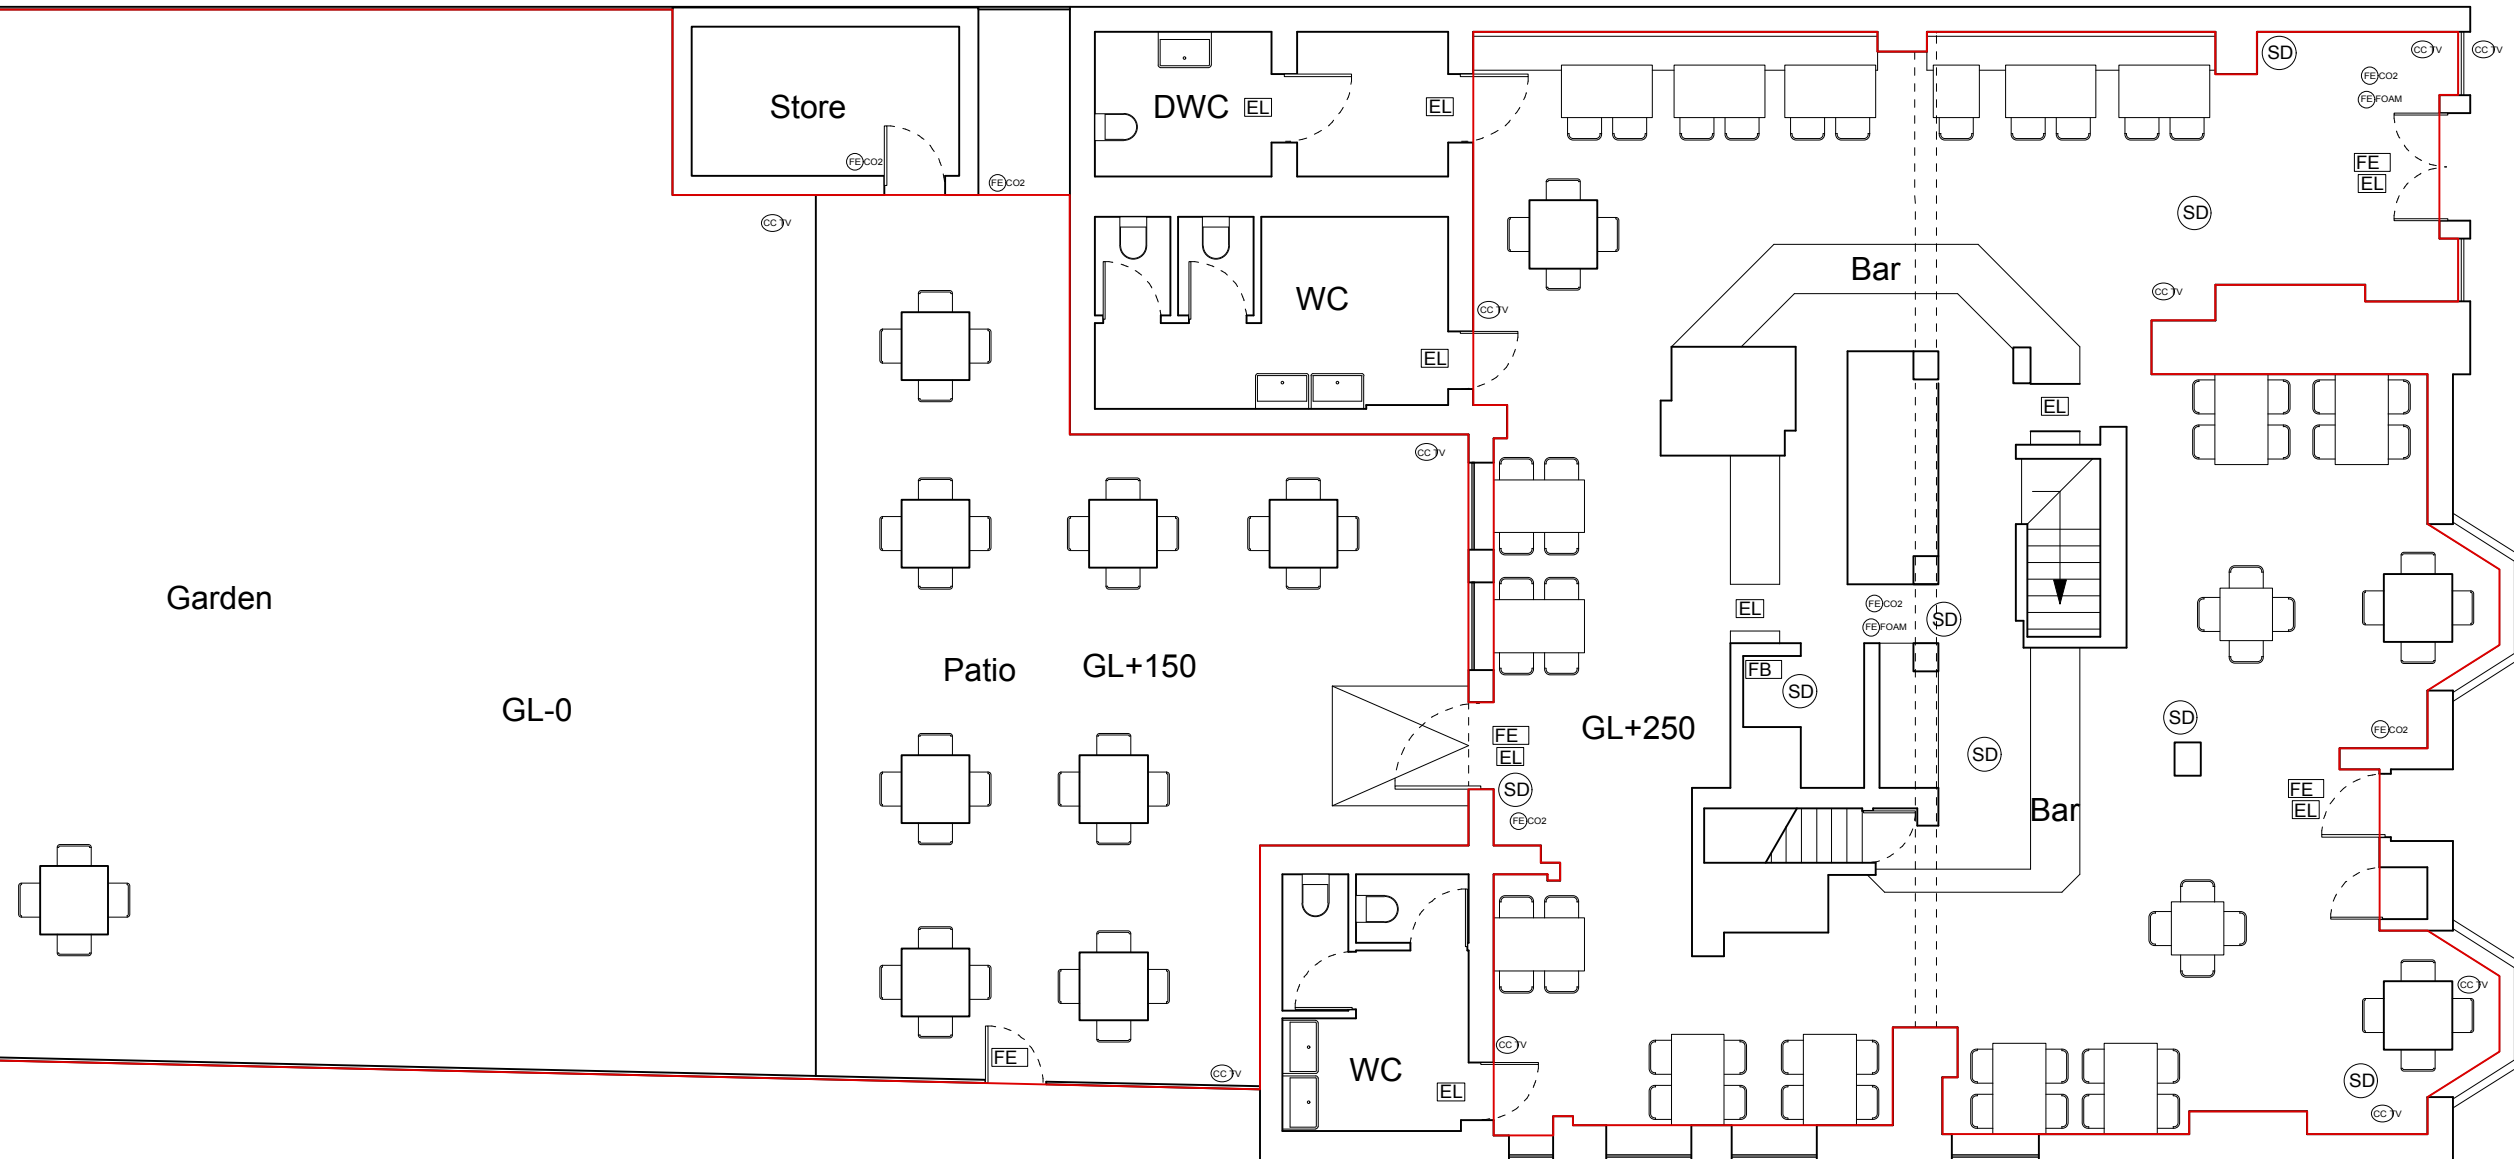 SD
CC TV
CC TV
FE CO2
FE FOAM
Store
DWC
EL
EL
FE CO2
FE
EL
FE CO2
SD
CC TV
Bar
WC
CC TV
CC TV
EL
EL
CC TV
Garden
EL
FE CO2
FE FOAM
SD
Patio
GL+150
FB
SD
GL-0
GL+250
SD
FE
EL
SD
FE CO2
SD
FE
EL
Bar
FE CO2
CC TV
FE
CC TV
CC TV
WC
EL
SD
CC TV